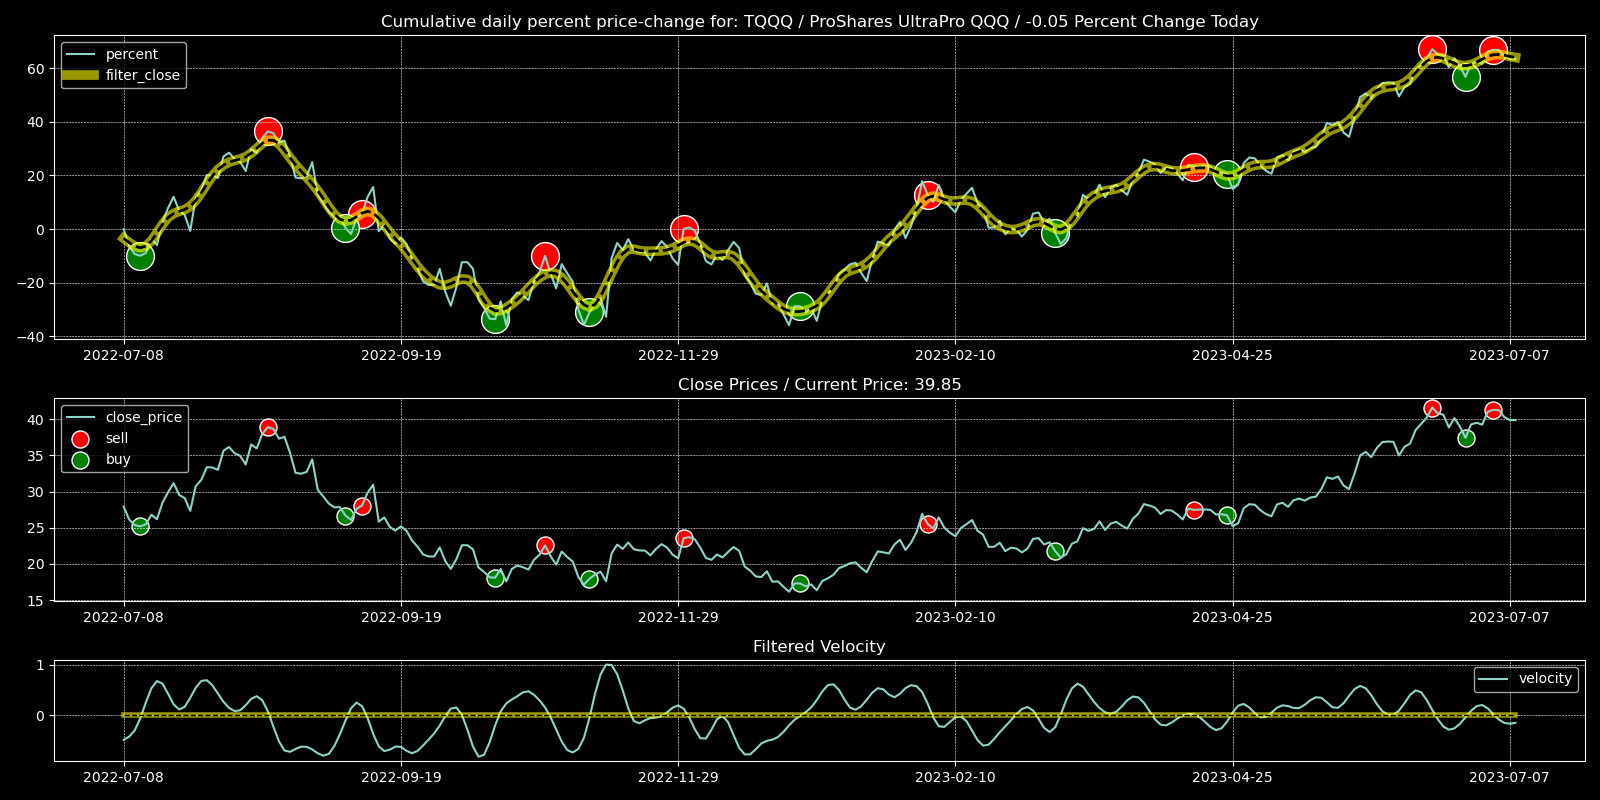 Cumulative daily percent price-change for: TQQQ / ProShares UltraPro QQQ / -0.05 Percent Change Today
percent
filter_close
60
40
20
0
−20
−40
2022-07-08 2022-09-19 2022-11-29 2023-02-10 2023-04-25 2023-07-07
Close Prices / Current Price: 39.85
close_price
sell
buy
40
35
30
25
20
15
2022-07-08 2022-09-19 2022-11-29 2023-02-10 2023-04-25 2023-07-07
Filtered Velocity
velocity
1
0
2022-07-08 2022-09-19 2022-11-29 2023-02-10 2023-04-25 2023-07-07